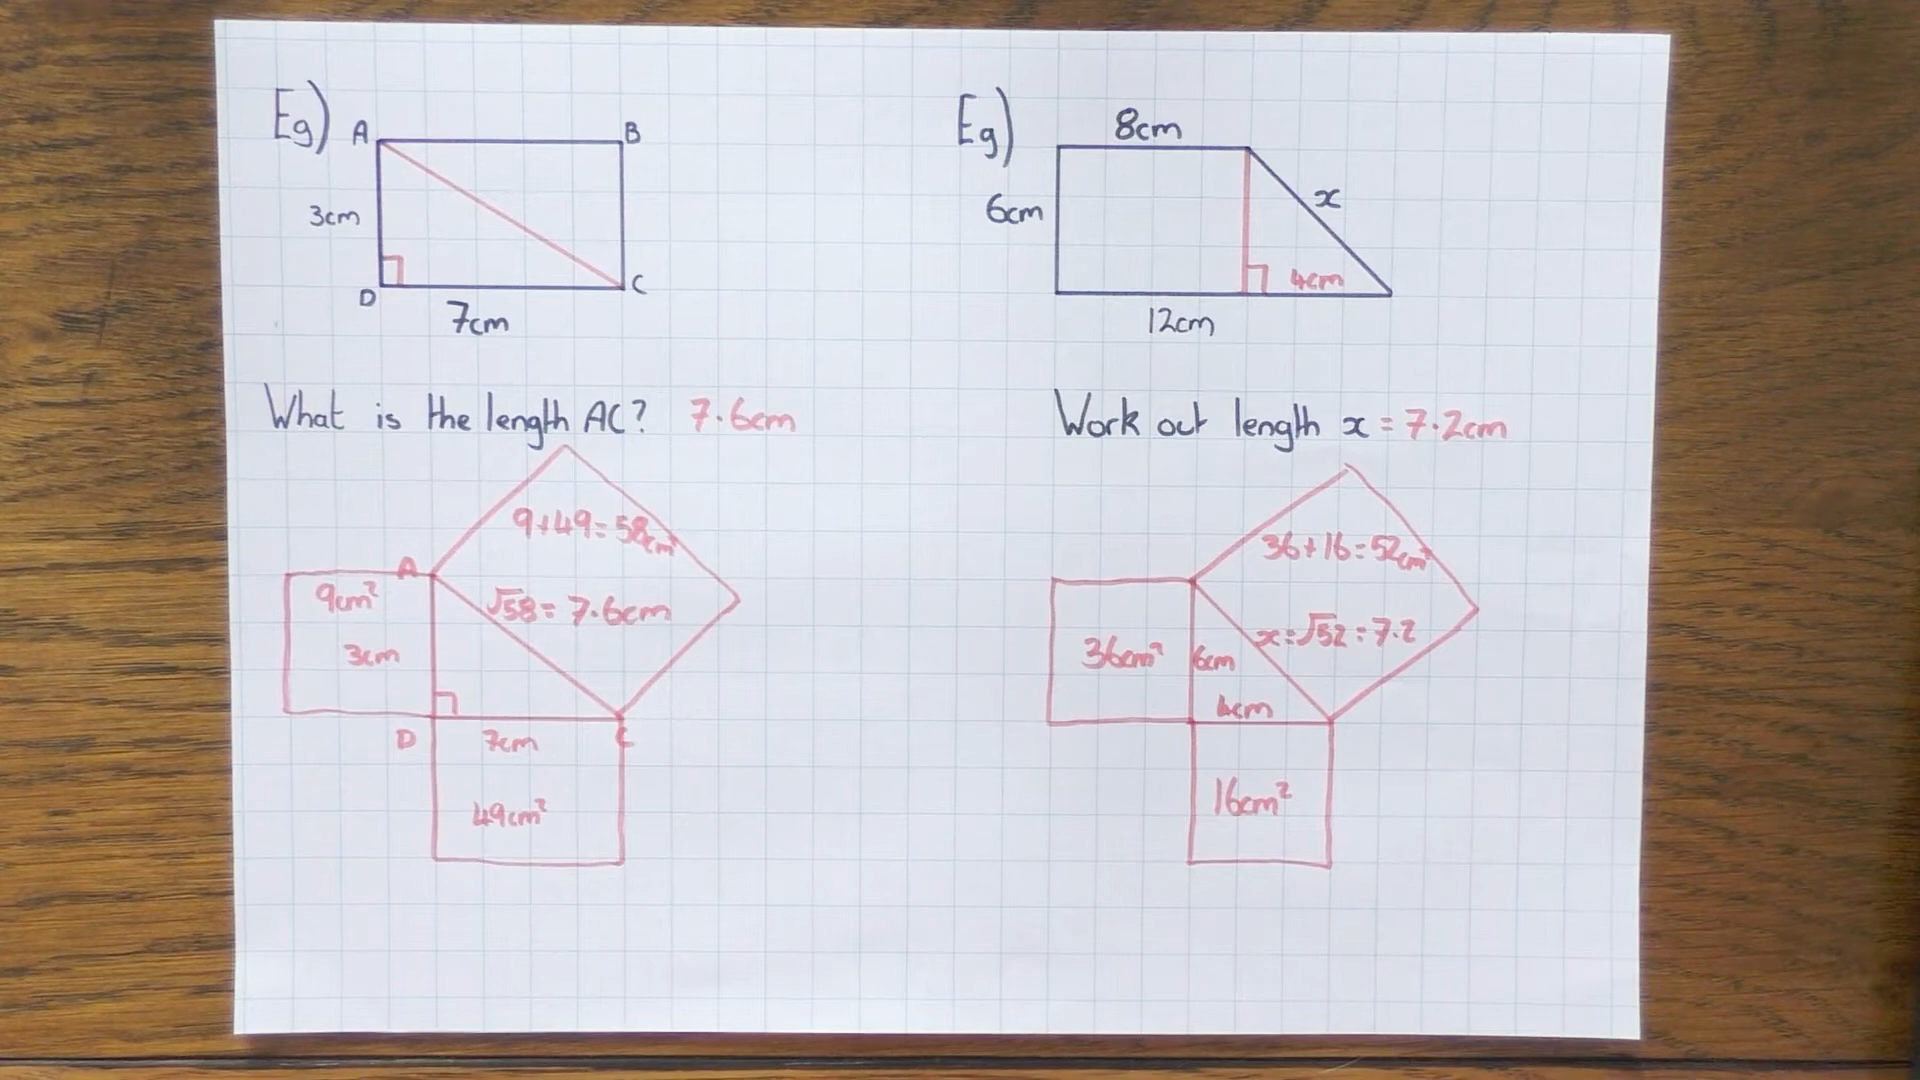 Eg)
A
B
3cm
D
C
7cm
What is the length AC? 7.6cm
9+49=58cm²
A
9cm²
√58= 7.6cm
3cm
D
7cm
C
49cm²
Eg)
8cm
6cm
x
4cm
12cm
Work out length x = 7.2cm
36+16=52cm²
x=√52=7.2
36cm²
6cm
4cm
16cm²